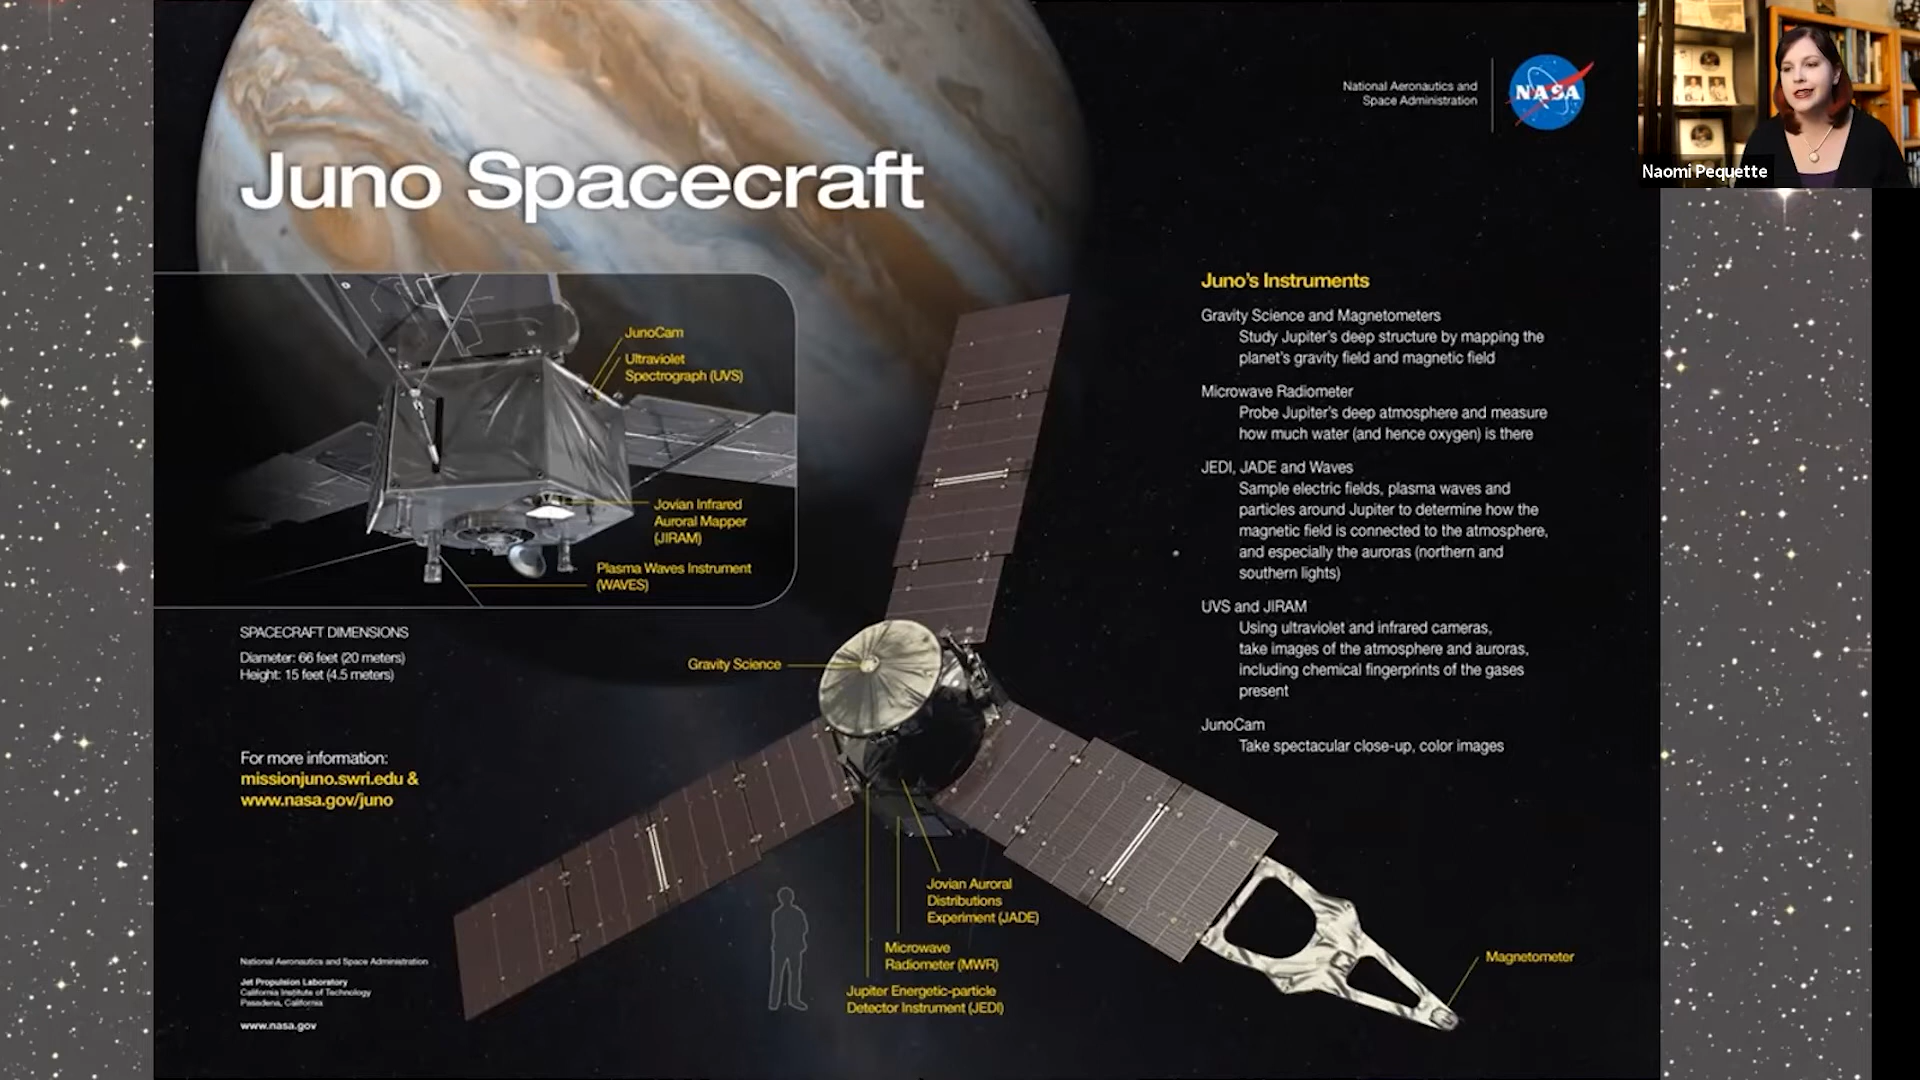 Juno Spacecraft
National Aeronautics and
Space Administration
NASA
Naomi Pequette
JunoCam
Ultraviolet
Spectrograph (UVS)
Jovian Infrared
Auroral Mapper
(JIRAM)
Plasma Waves Instrument
(WAVES)
SPACECRAFT DIMENSIONS
Diameter: 66 feet (20 meters)
Height: 15 feet (4.5 meters)
For more information:
missionjuno.swri.edu &
www.nasa.gov/juno
National Aeronautics and Space Administration
Jet Propulsion Laboratory
California Institute of Technology
Pasadena, California
www.nasa.gov
Gravity Science
Jovian Auroral
Distributions
Experiment (JADE)
Microwave
Radiometer (MWR)
Jupiter Energetic-particle
Detector Instrument (JEDI)
Magnetometer
Juno's Instruments
Gravity Science and Magnetometers
Study Jupiter's deep structure by mapping the
planet's gravity field and magnetic field
Microwave Radiometer
Probe Jupiter's deep atmosphere and measure
how much water (and hence oxygen) is there
JEDI, JADE and Waves
Sample electric fields, plasma waves and
particles around Jupiter to determine how the
magnetic field is connected to the atmosphere,
and especially the auroras (northern and
southern lights)
UVS and JIRAM
Using ultraviolet and infrared cameras,
take images of the atmosphere and auroras,
including chemical fingerprints of the gases
present
JunoCam
Take spectacular close-up, color images